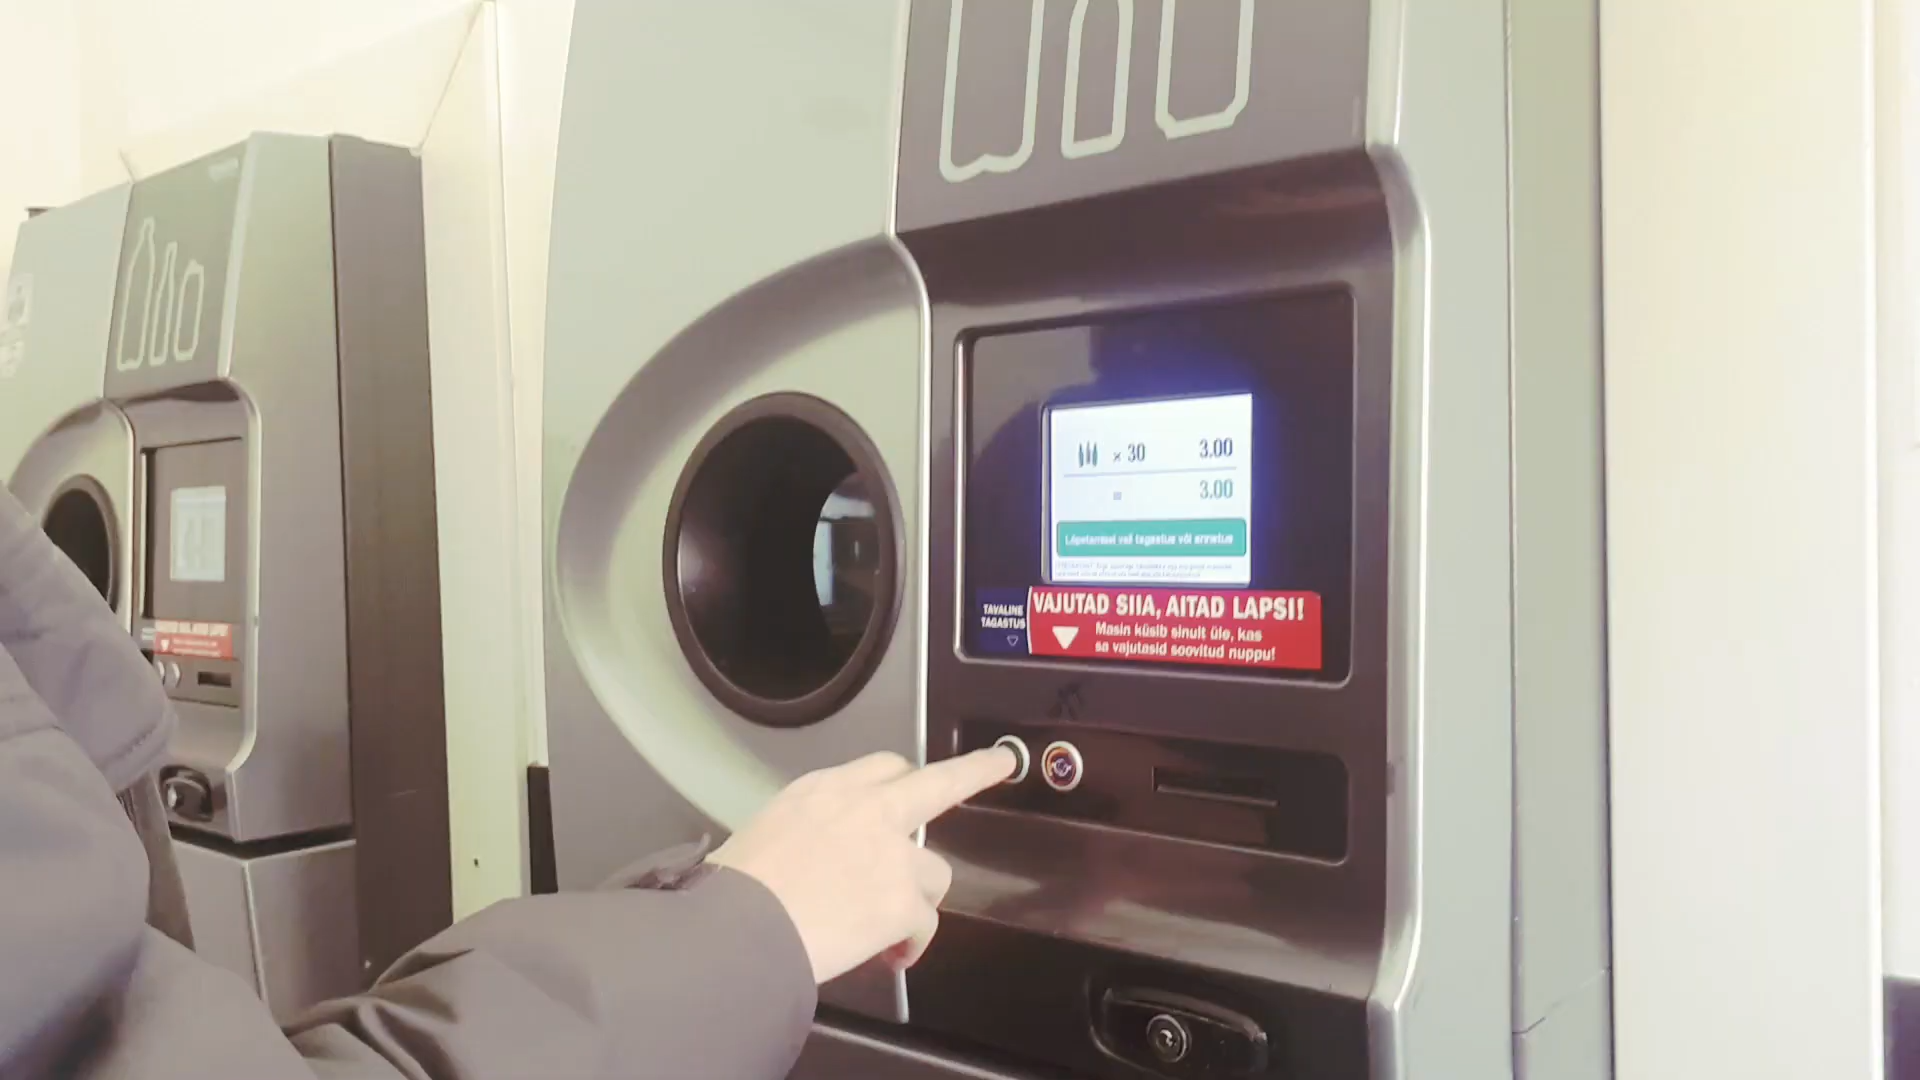 × 30 3.00
= 3.00
Lõpetamisel vali tagastus või annetus
TAVALINE
TAGASTUS
VAJUTAD SIIA, AITAD LAPSI!
Masin küsib sinult üle, kas
sa vajutasid soovitud nuppu!